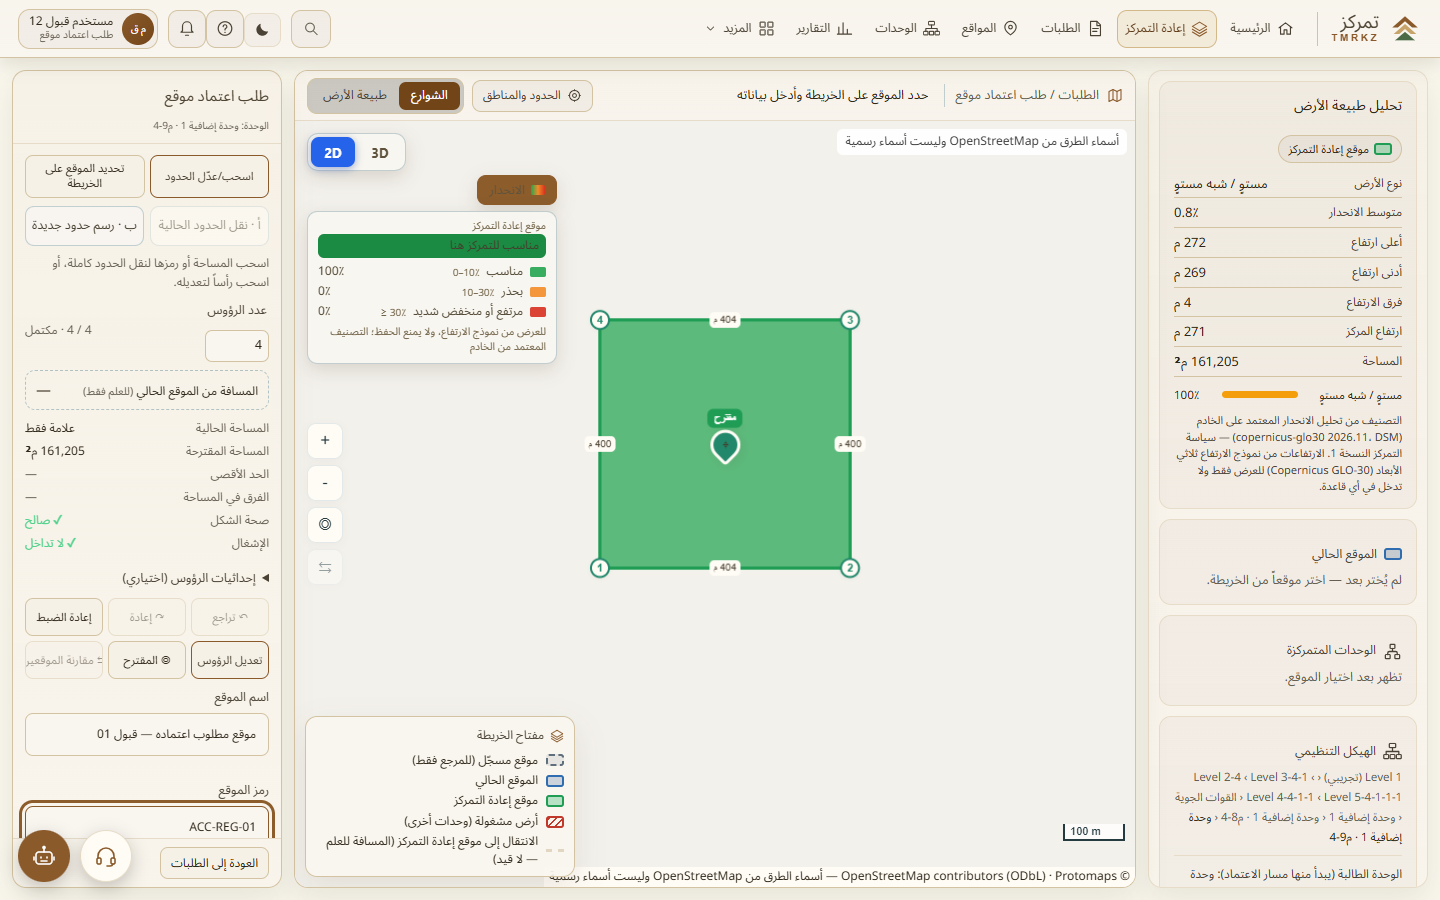 تمركز
TMRKZ
الرئيسية
إعادة التمركز
الطلبات
المواقع
الوحدات
التقارير
المزيد
م ق
مستخدم قبول 12
طلب اعتماد موقع
تحليل طبيعة الأرض
موقع إعادة التمركز
نوع الأرض مستوٍ / شبه مستوٍ
متوسط الانحدار 0.8٪
أعلى ارتفاع 272 م
أدنى ارتفاع 269 م
فرق الارتفاع 4 م
ارتفاع المركز 271 م
المساحة 161,205 م²
مستوٍ / شبه مستوٍ 100٪
التصنيف من تحليل الانحدار المعتمد على الخادم
(copernicus-glo30 2026.11، DSM) — سياسة
التمركز النسخة 1. الارتفاعات من نموذج الارتفاع ثلاثي
الأبعاد (Copernicus GLO-30) للعرض فقط ولا
تدخل في أي قاعدة.
الموقع الحالي
لم يُختر بعد — اختر موقعاً من الخريطة.
الوحدات المتمركزة
تظهر بعد اختيار الموقع.
الهيكل التنظيمي
Level 1 (تجريبي) › ‹ Level 2-4 ‹ Level 3-4-1
Level 4-4-1-1 ‹ Level 5-4-1-1-1 ‹ القوات الجوية
‹ وحدة إضافية 1 ‹ وحدة إضافية 1 · م8-4 ‹ وحدة
إضافية 1 · م9-4
الوحدة الطالبة (يبدأ منها مسار الاعتماد): وحدة
الطلبات / طلب اعتماد موقع
حدد الموقع على الخريطة وأدخل بياناته
الحدود والمناطق
الشوارع
طبيعة الأرض
أسماء الطرق من OpenStreetMap وليست أسماء رسمية
2D
3D
الانحدار
موقع إعادة التمركز
مناسب للتمركز هنا
مناسب 0–10٪ 100٪
بحذر 10–30٪ 0٪
مرتفع أو منخفض شديد ≥ 30٪ 0٪
للعرض من نموذج الارتفاع، ولا يمنع الحفظ؛ التصنيف
المعتمد من الخادم
4
404 م
3
مقترح
400 م
400 م
1
404 م
2
+
-
مفتاح الخريطة
موقع مسجّل (للمرجع فقط)
الموقع الحالي
موقع إعادة التمركز
أرض مشغولة (وحدات أخرى)
الانتقال إلى موقع إعادة التمركز (المسافة للعلم
— لا قيد)
100 m
© OpenStreetMap contributors (ODbL) · Protomaps — أسماء الطرق من OpenStreetMap وليست أسماء رسمية
طلب اعتماد موقع
الوحدة: وحدة إضافية 1 · م9-4
اسحب/عدّل الحدود
تحديد الموقع على
الخريطة
أ · نقل الحدود الحالية
ب · رسم حدود جديدة
اسحب المساحة أو رمزها لنقل الحدود كاملة، أو
اسحب رأساً لتعديله.
عدد الرؤوس
4
4 / 4 · مكتمل
المسافة من الموقع الحالي (للعلم فقط) —
المساحة الحالية علامة فقط
المساحة المقترحة 161,205 م²
الحد الأقصى —
الفرق في المساحة —
صحة الشكل ✓ صالح
الإشغال ✓ لا تداخل
إحداثيات الرؤوس (اختياري)
تراجع
إعادة
إعادة الضبط
تعديل الرؤوس
المقترح
مقارنة الموقعين
اسم الموقع
موقع مطلوب اعتماده — قبول 01
رمز الموقع
ACC-REG-01
العودة إلى الطلبات